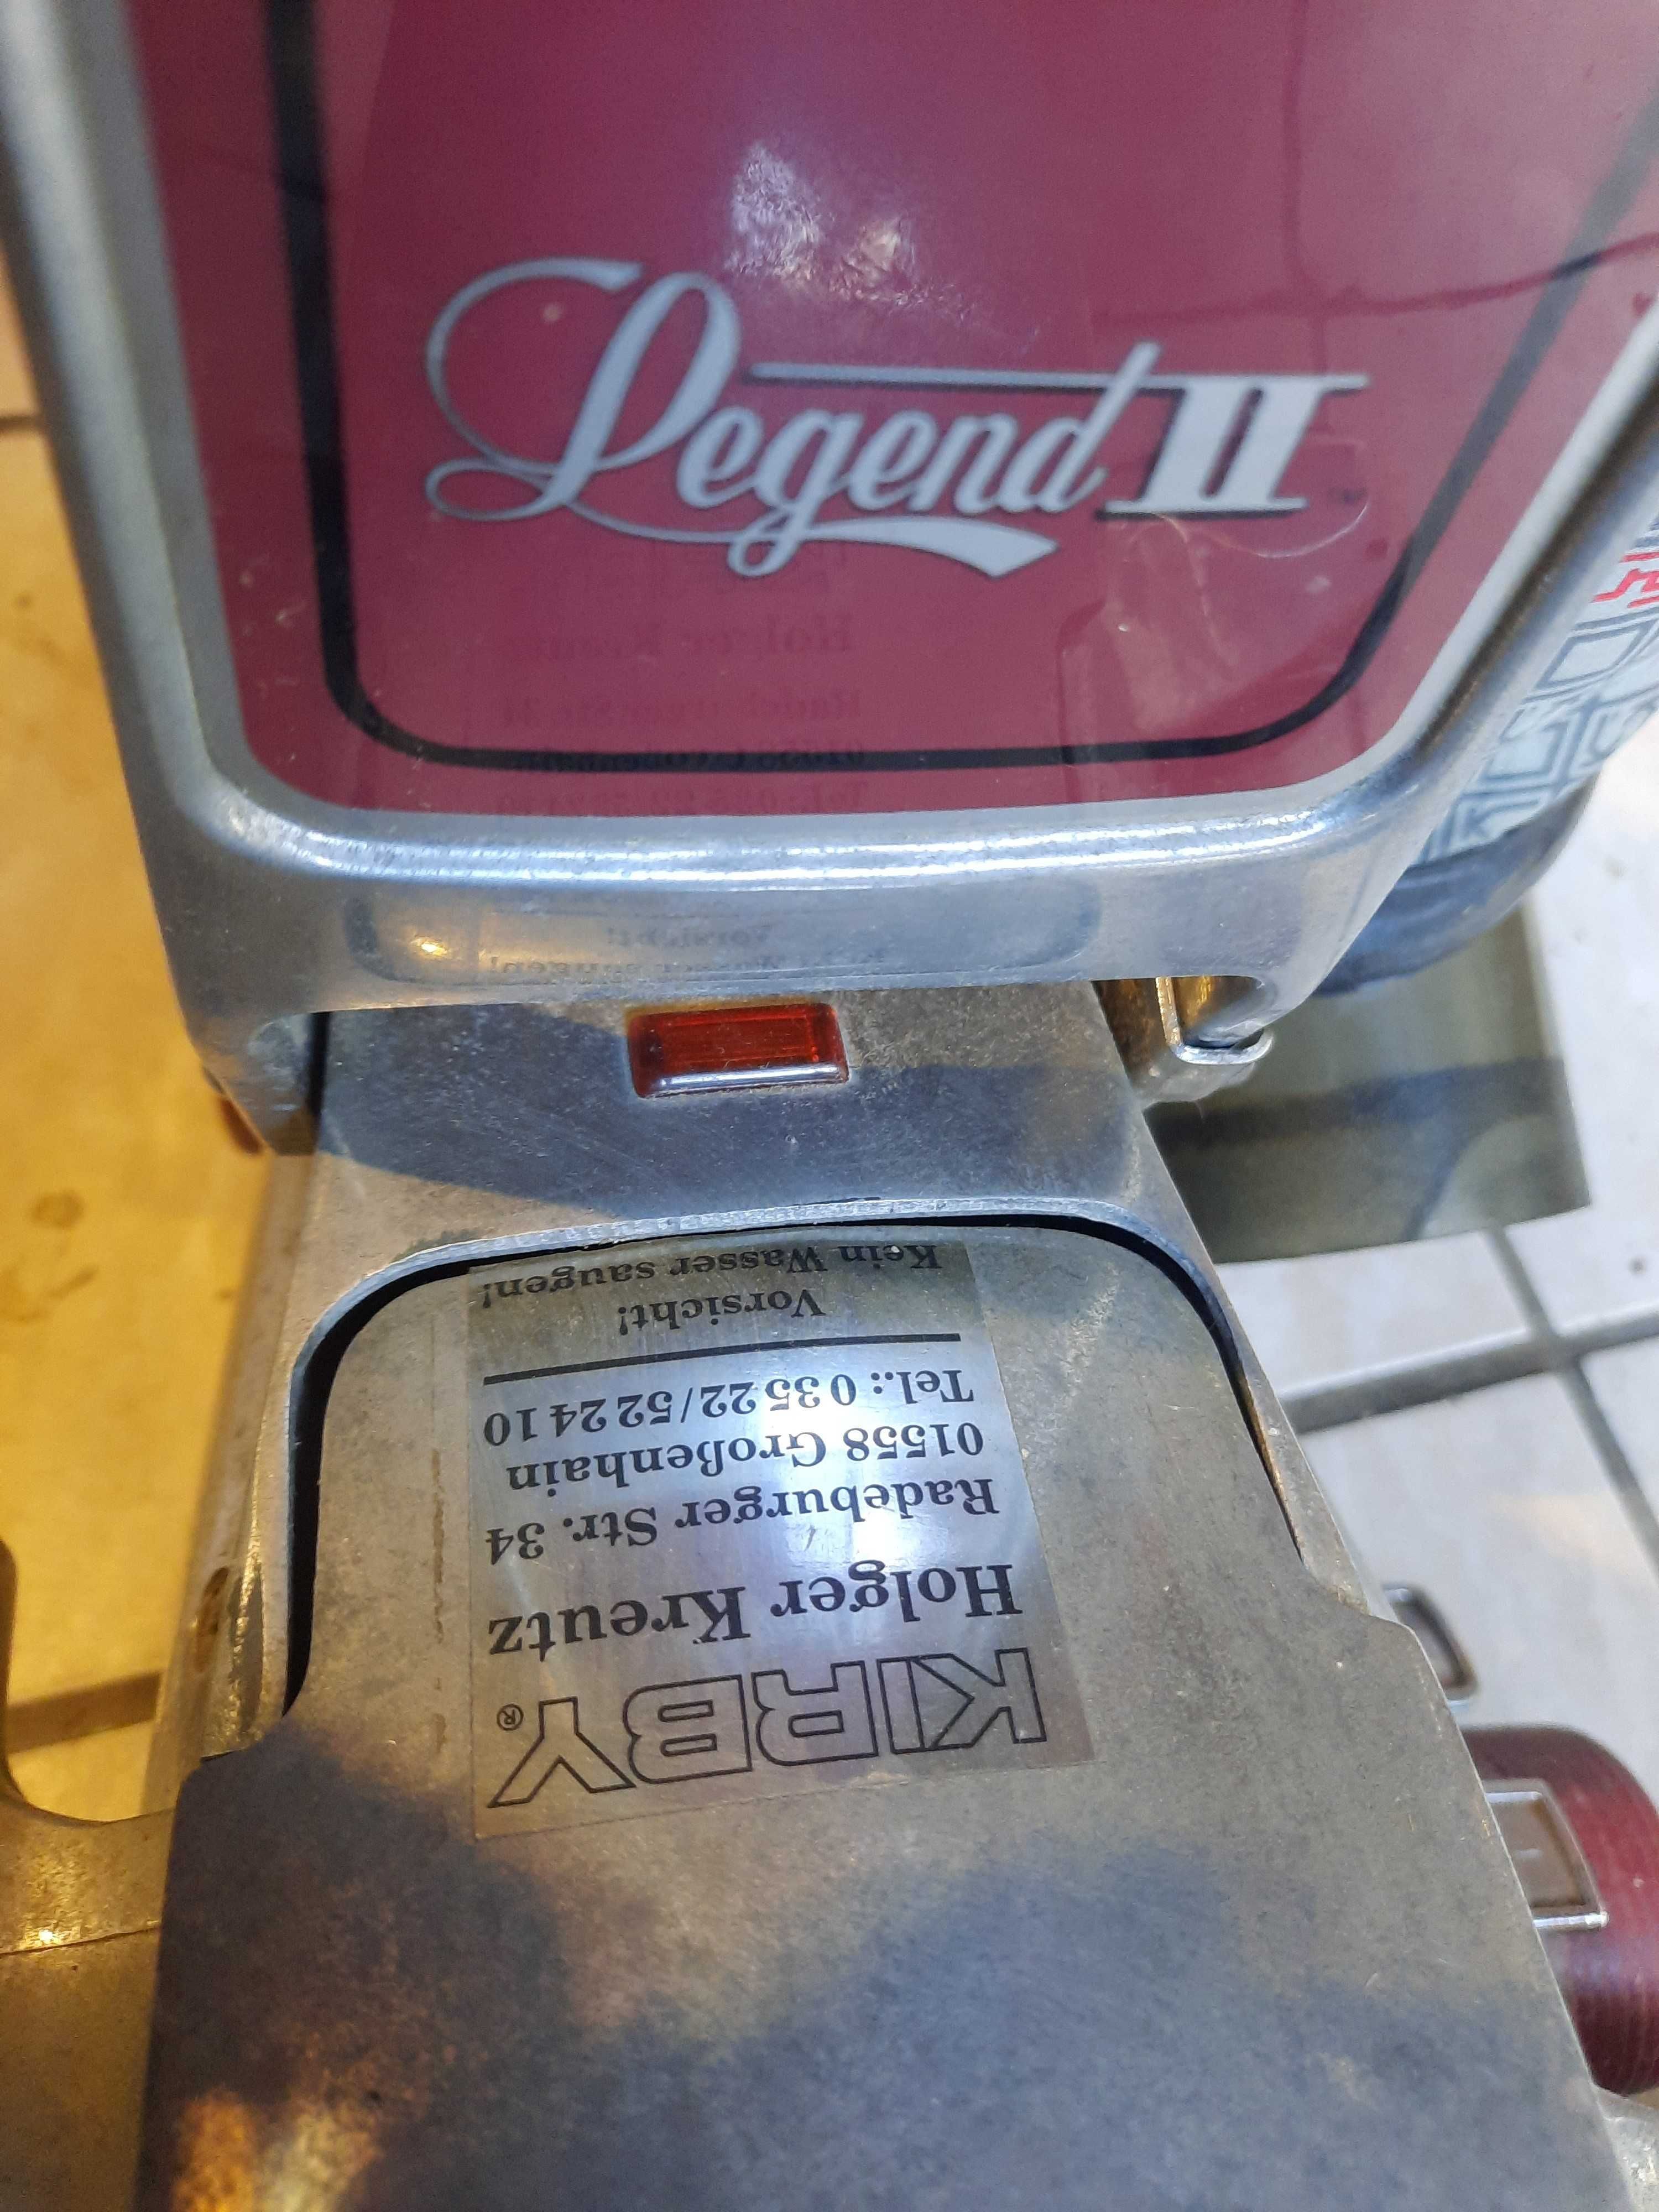 Legend II ™
KIRBY®
Holger Kreutz
Radeburger Str. 34
01558 Großenhain
Tel.: 0 35 22/52 24 10
Vorsicht!
Kein Wasser saugen!